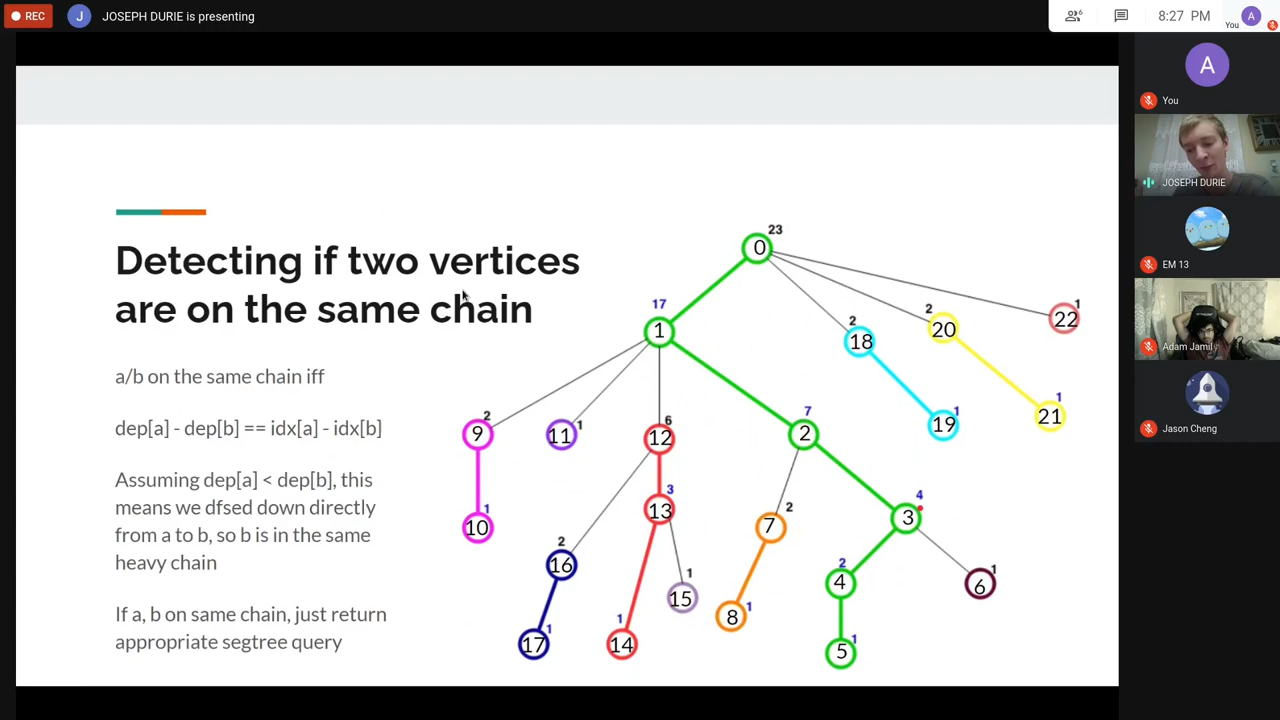 REC
J
JOSEPH DURIE is presenting
6
8:27 PM
You
A
A
You
JOSEPH DURIE
EM 13
Adam Jamil
Jason Cheng
Detecting if two vertices
are on the same chain
a/b on the same chain iff
dep[a] - dep[b] == idx[a] - idx[b]
Assuming dep[a] < dep[b], this
means we dfsed down directly
from a to b, so b is in the same
heavy chain
If a, b on same chain, just return
appropriate segtree query
0 23
1 17
18 2
20 2
22 1
9 2
11 1
12 6
2 7
19 1
21 1
10 1
13 3
7 2
3 4
16 2
15 1
8 1
4 2
6 1
17 1
14 1
5 1